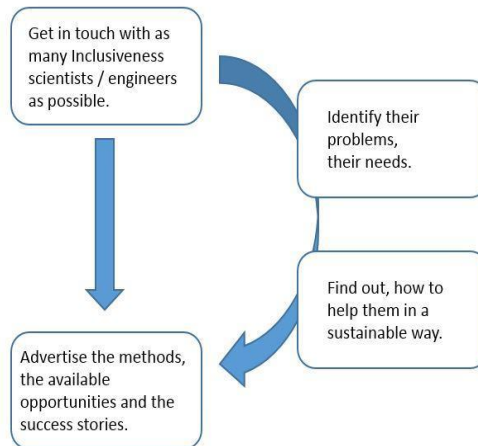 Get in touch with as
many Inclusiveness
scientists / engineers
as possible.
Identify their
problems,
their needs.
Find out, how to
help them in a
sustainable way.
Advertise the methods,
the available
opportunities and the
success stories.